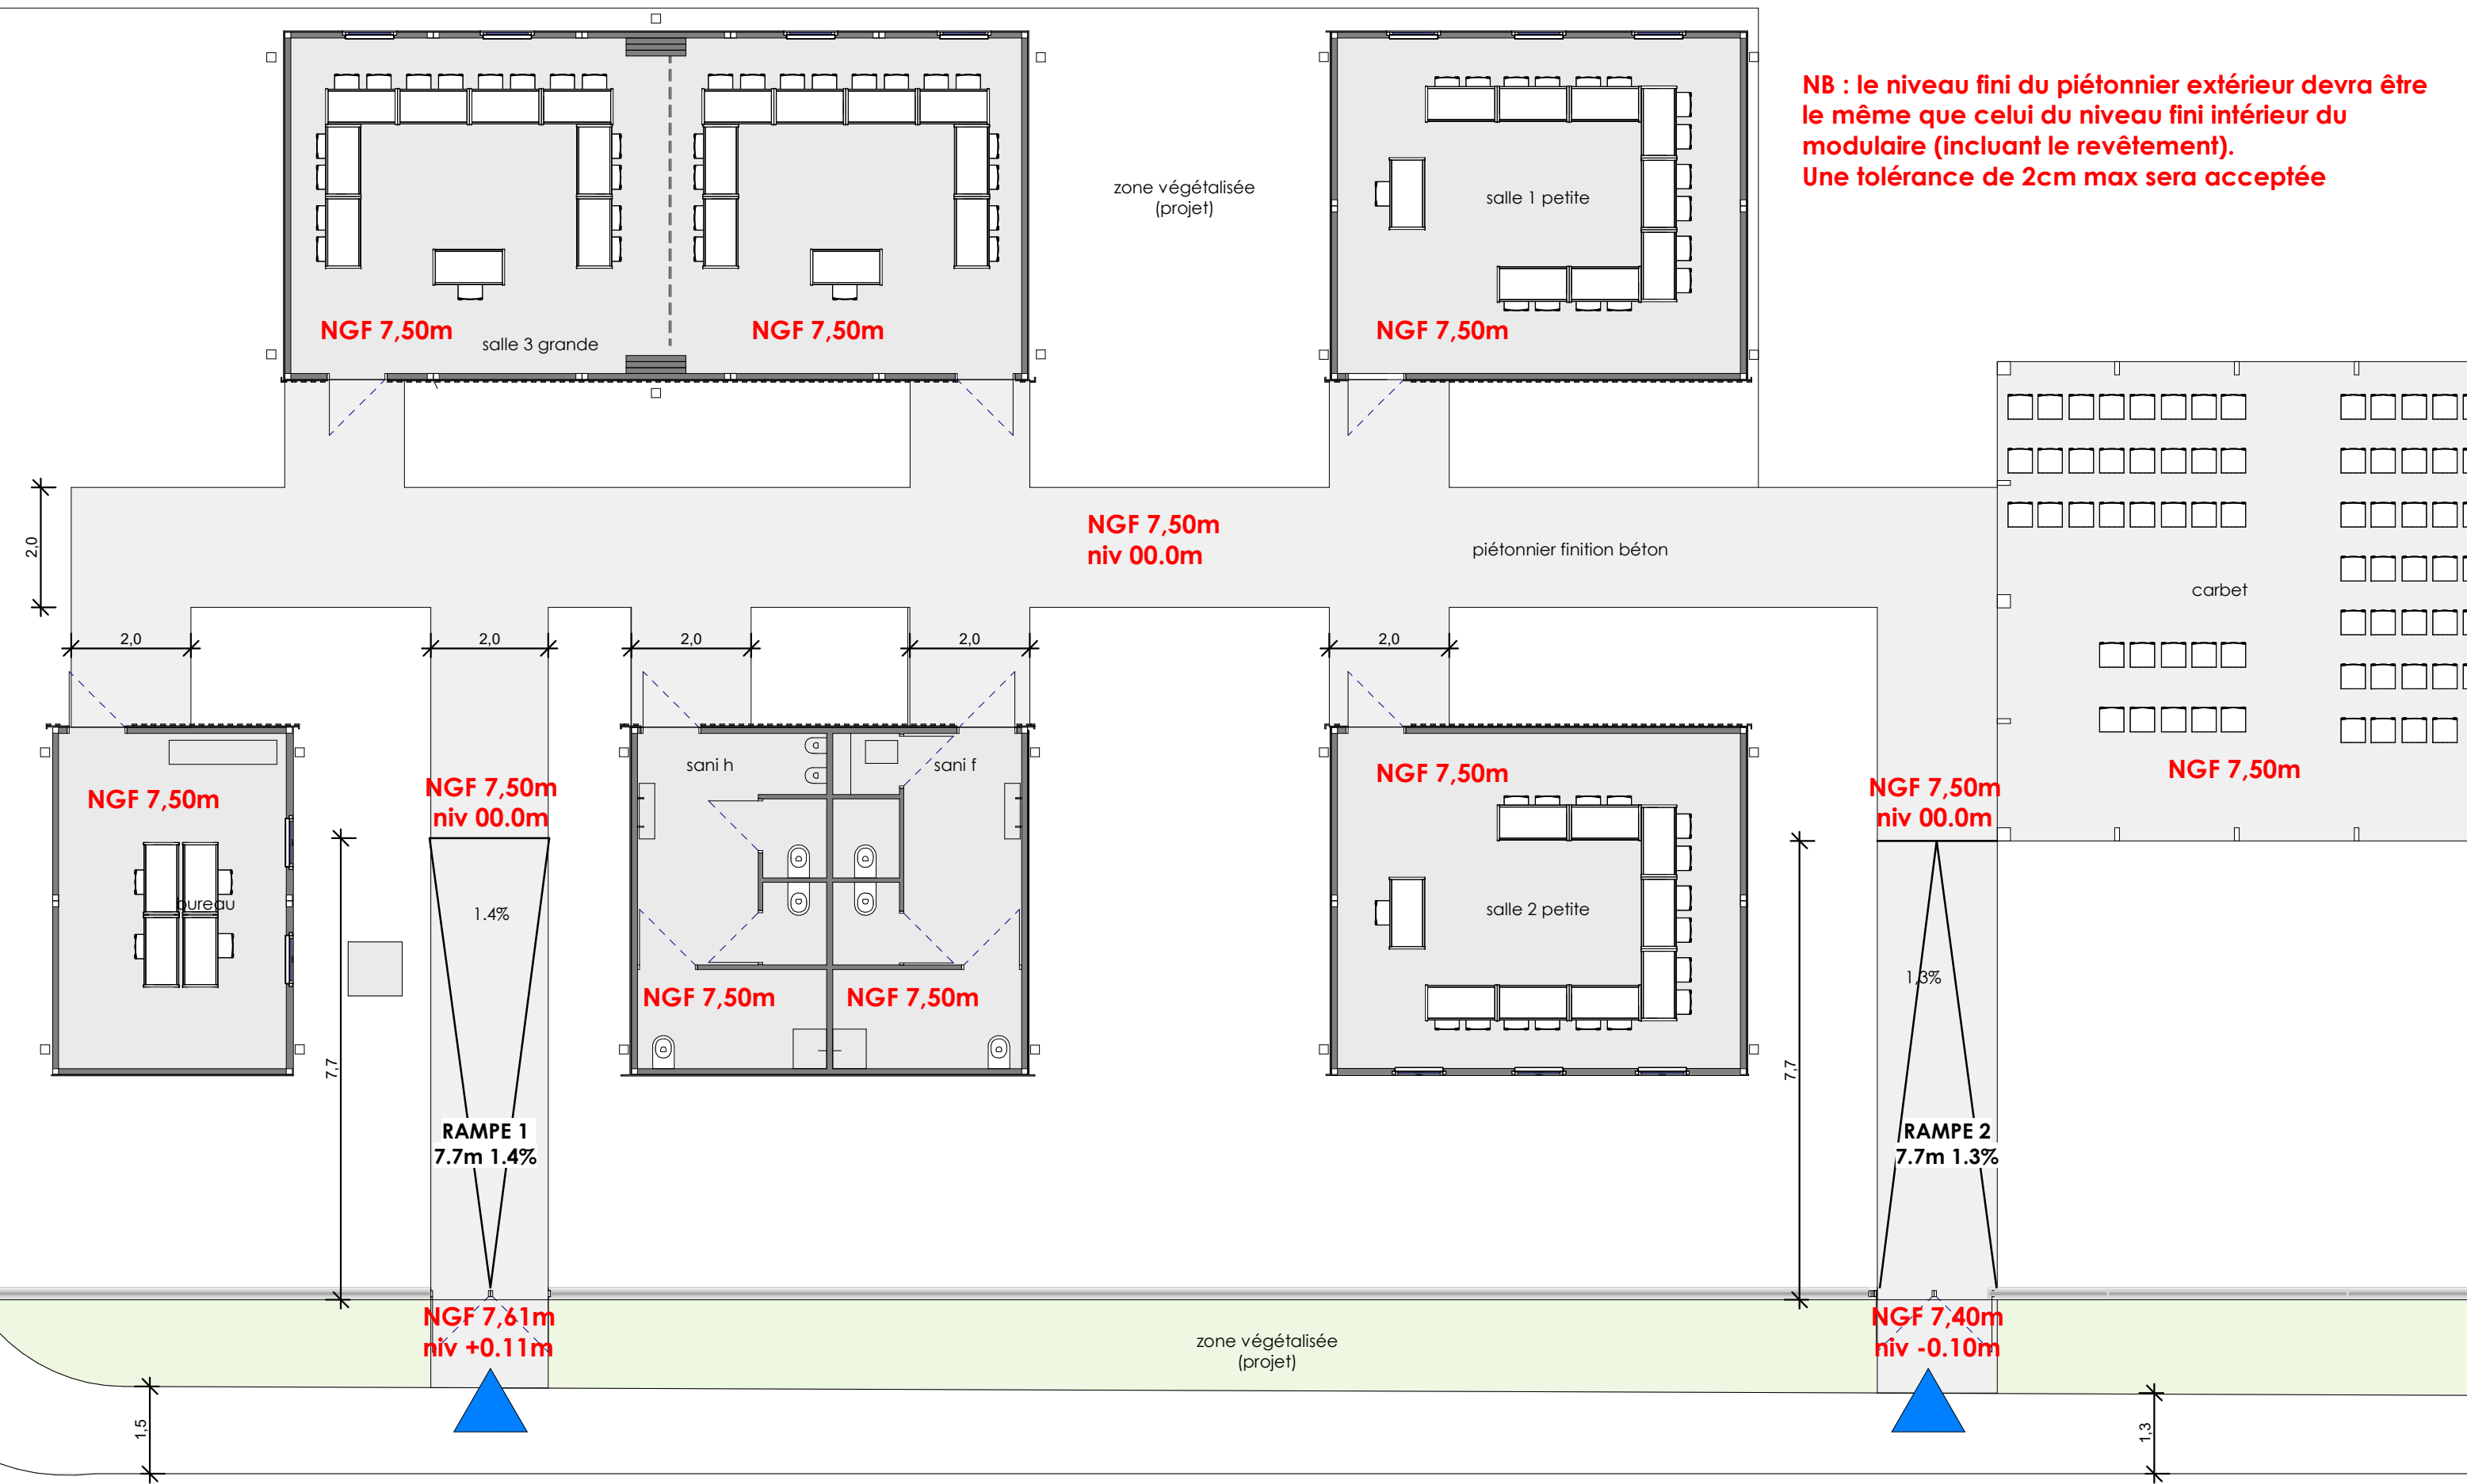 NB : le niveau fini du piétonnier extérieur devra être
le même que celui du niveau fini intérieur du
modulaire (incluant le revêtement).
Une tolérance de 2cm max sera acceptée
zone végétalisée
(projet)
salle 1 petite
NGF 7,50m
salle 3 grande
NGF 7,50m
NGF 7,50m
2,0
NGF 7,50m
niv 00.0m
piétonnier finition béton
carbet
2,0
2,0
2,0
2,0
2,0
sani h
sani f
NGF 7,50m
NGF 7,50m
NGF 7,50m
niv 00.0m
NGF 7,50m
NGF 7,50m
niv 00.0m
bureau
1.4%
salle 2 petite
1,3%
NGF 7,50m
NGF 7,50m
7,7
7,7
RAMPE 1
7.7m 1.4%
RAMPE 2
7.7m 1.3%
NGF 7,61m
niv +0.11m
zone végétalisée
(projet)
NGF 7,40m
niv -0.10m
1,5
1,3